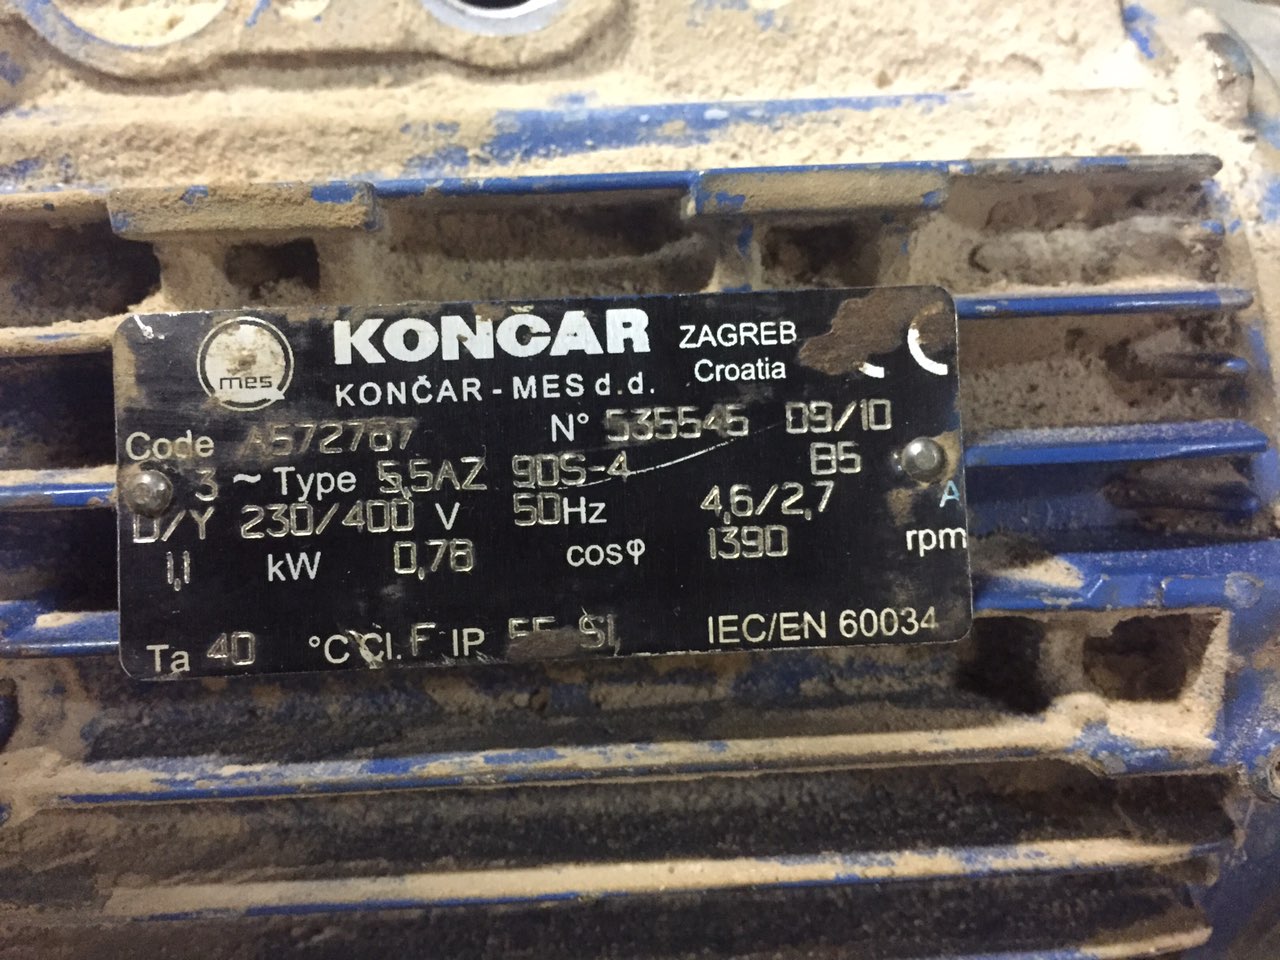 mes KONČAR ZAGREB
KONČAR - MES d.d. Croatia
Code A572787 N° 535545 09/10
3 ~ Type 5,5AZ 90S-4 B5
D/Y 230/400 V 50Hz 4,6/2,7 A
1,1 kW 0,78 cosφ 1390 rpm
Ta 40 °C Cl. F IP S1 IEC/EN 60034